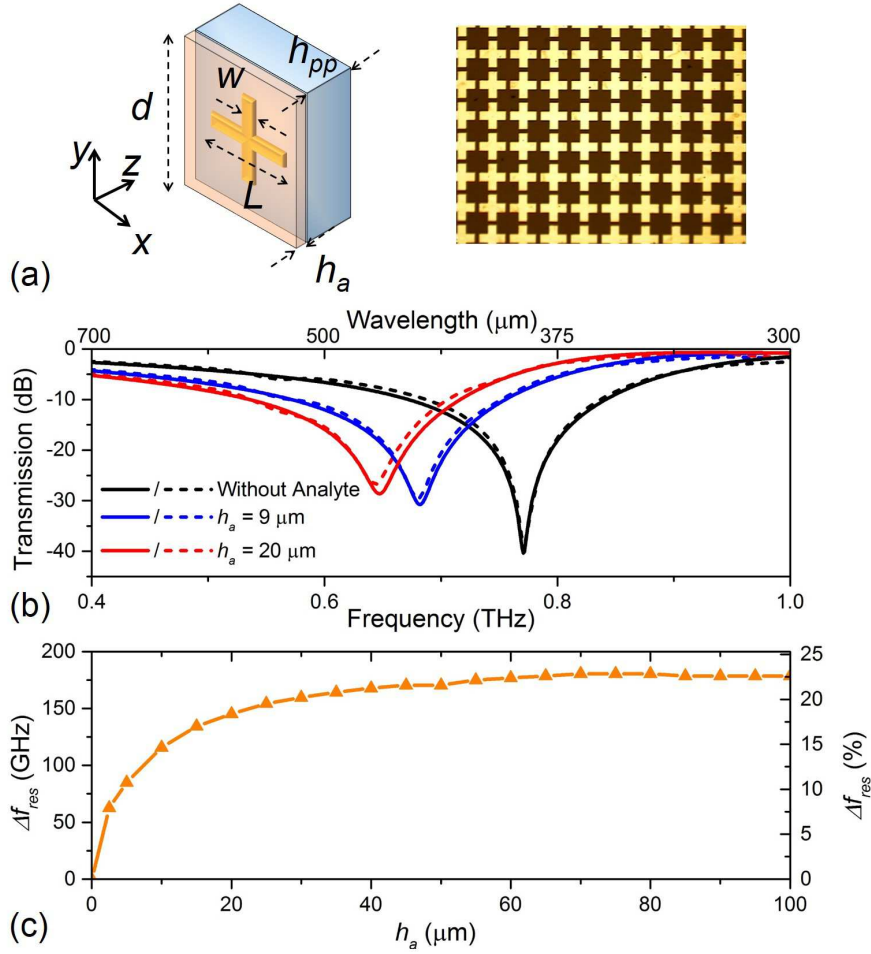 h_pp
w
d
y
z
L
x
h_a
(a)
Wavelength (μm)
700 500 375 300
0
-10
-20
-30
-40
Transmission (dB)
/ Without Analyte
/ h_a = 9 μm
/ h_a = 20 μm
0.4 0.6 0.8 1.0
(b)
Frequency (THz)
200
150
100
50
0
Δf_res (GHz)
25
20
15
10
5
0
Δf_res (%)
0 20 40 60 80 100
(c)
h_a (μm)